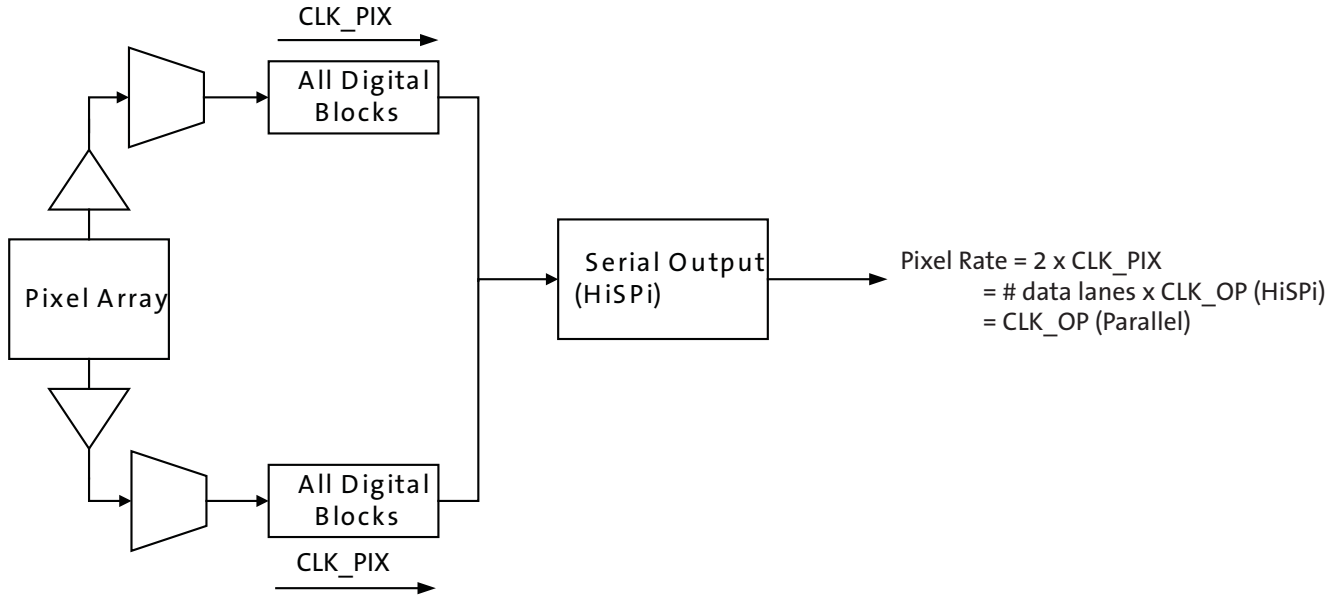 CLK_PIX
All Digital
Blocks
Pixel Array
Serial Output
(HiSPi)
Pixel Rate = 2 x CLK_PIX
= # data lanes x CLK_OP (HiSPi)
= CLK_OP (Parallel)
All Digital
Blocks
CLK_PIX